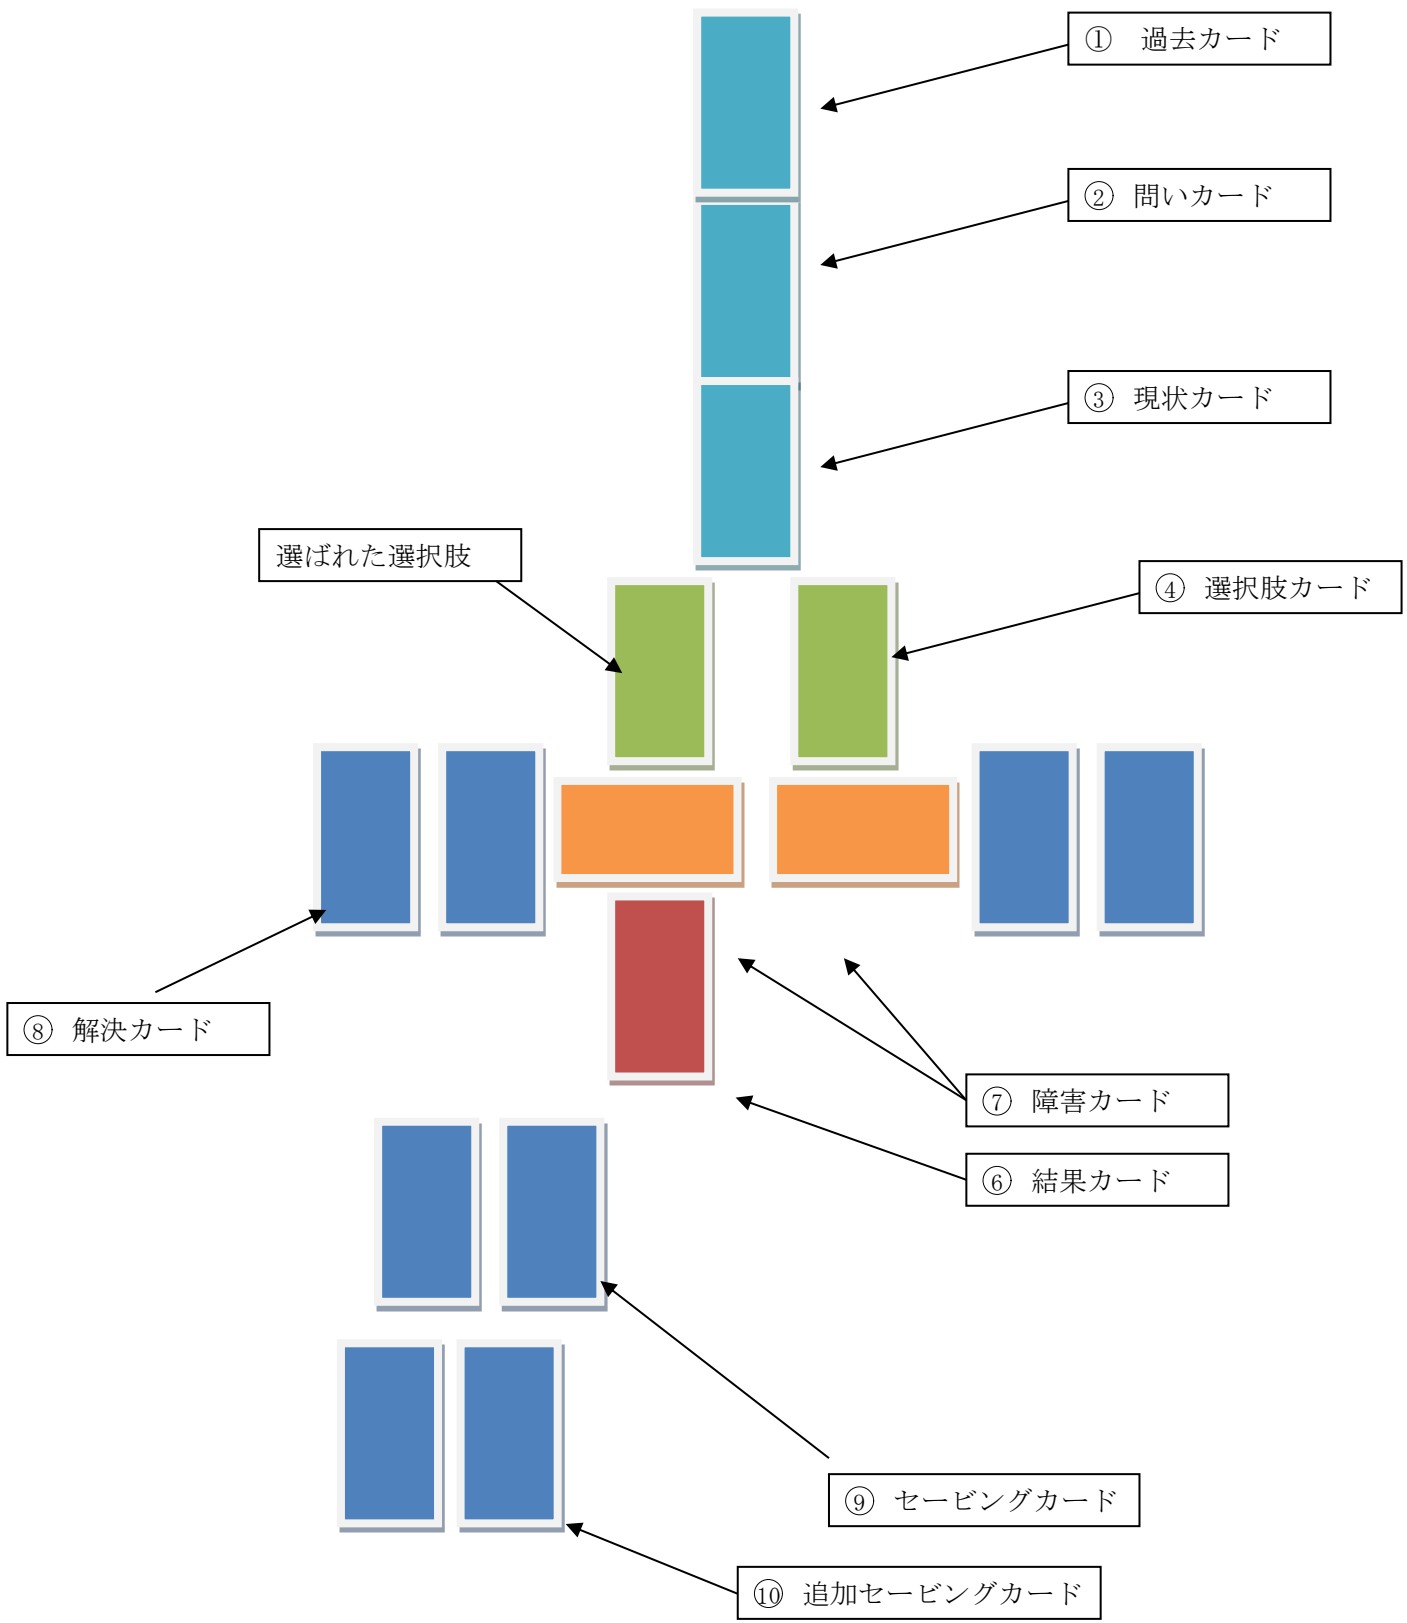 ① 過去カード
② 問いカード
③ 現状カード
選ばれた選択肢
④ 選択肢カード
⑧ 解決カード
⑦ 障害カード
⑥ 結果カード
⑨ セービングカード
⑩ 追加セービングカード